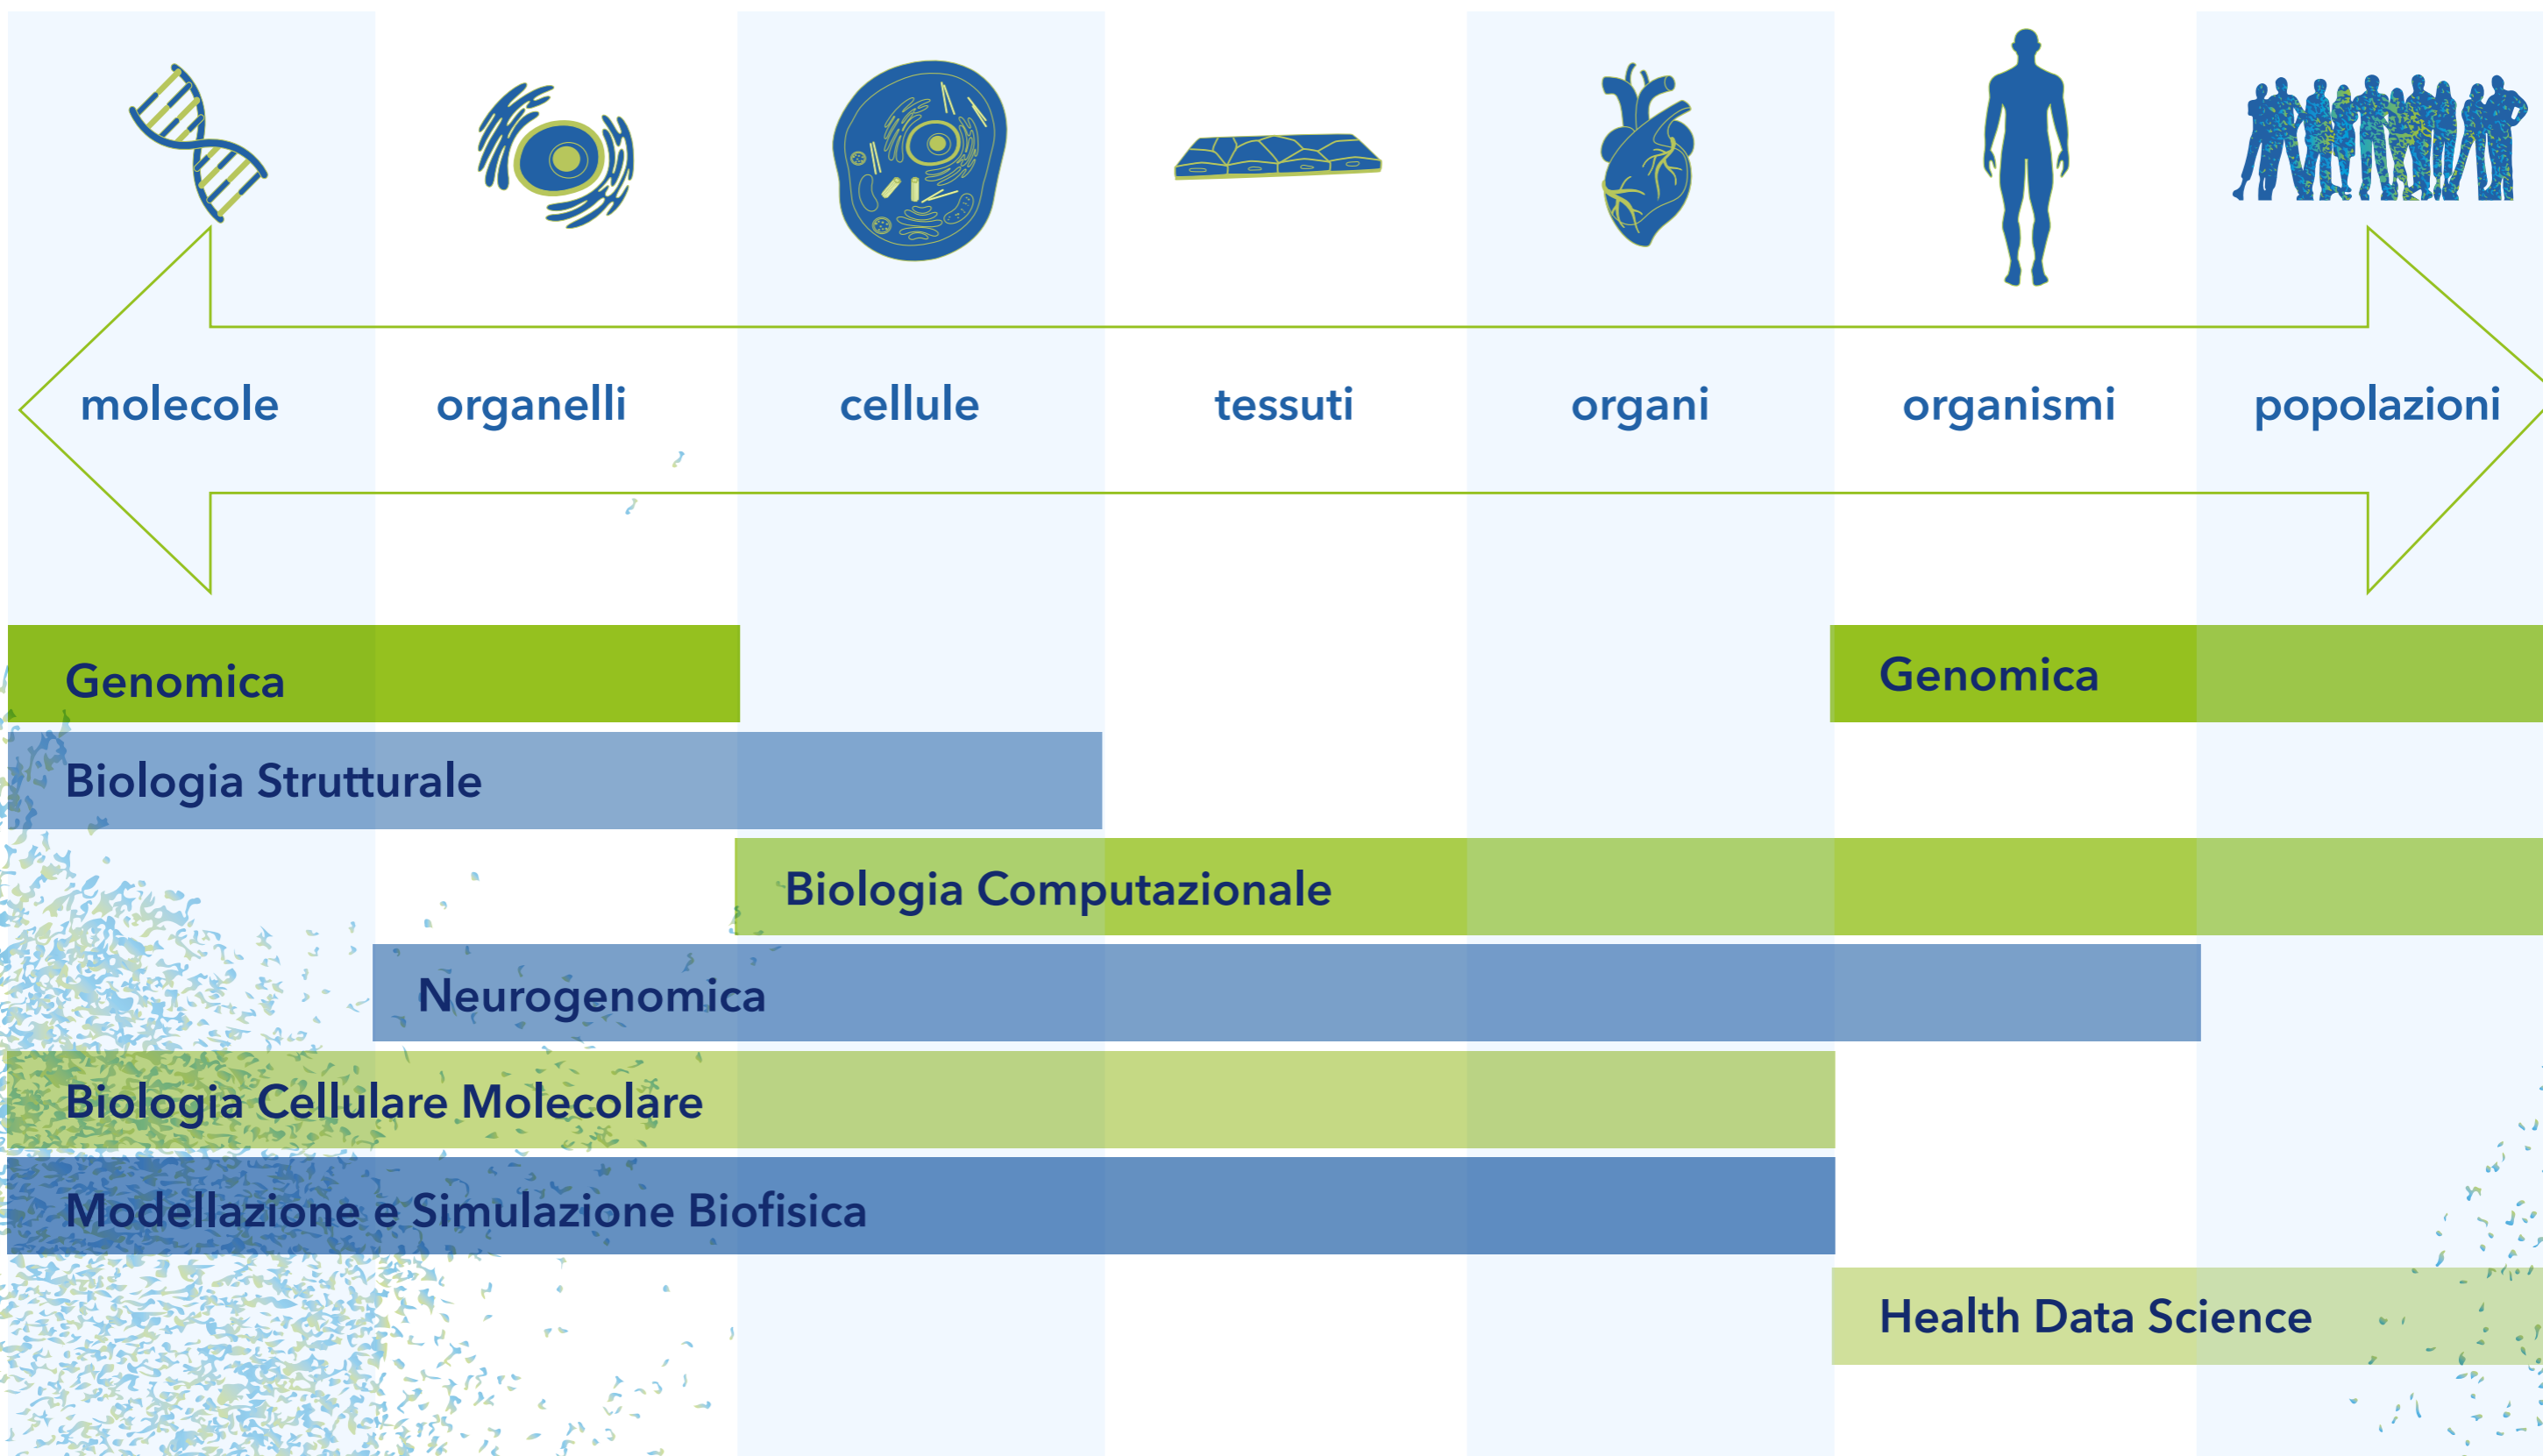 molecole
organelli
cellule
tessuti
organi
organismi
popolazioni
Genomica
Genomica
Biologia Strutturale
Biologia Computazionale
Neurogenomica
Biologia Cellulare Molecolare
Modellazione e Simulazione Biofisica
Health Data Science